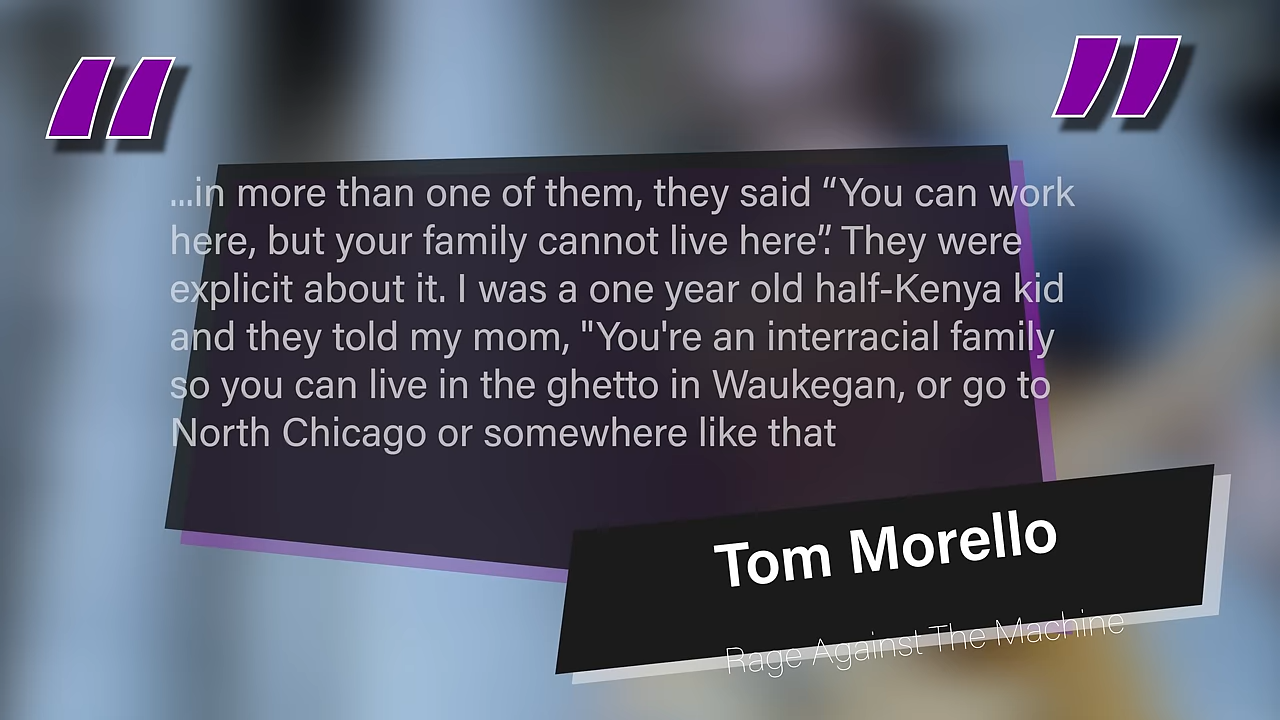 ...in more than one of them, they said “You can work
here, but your family cannot live here”. They were
explicit about it. I was a one year old half-Kenya kid
and they told my mom, "You're an interracial family
so you can live in the ghetto in Waukegan, or go to
North Chicago or somewhere like that
Tom Morello
Rage Against The Machine